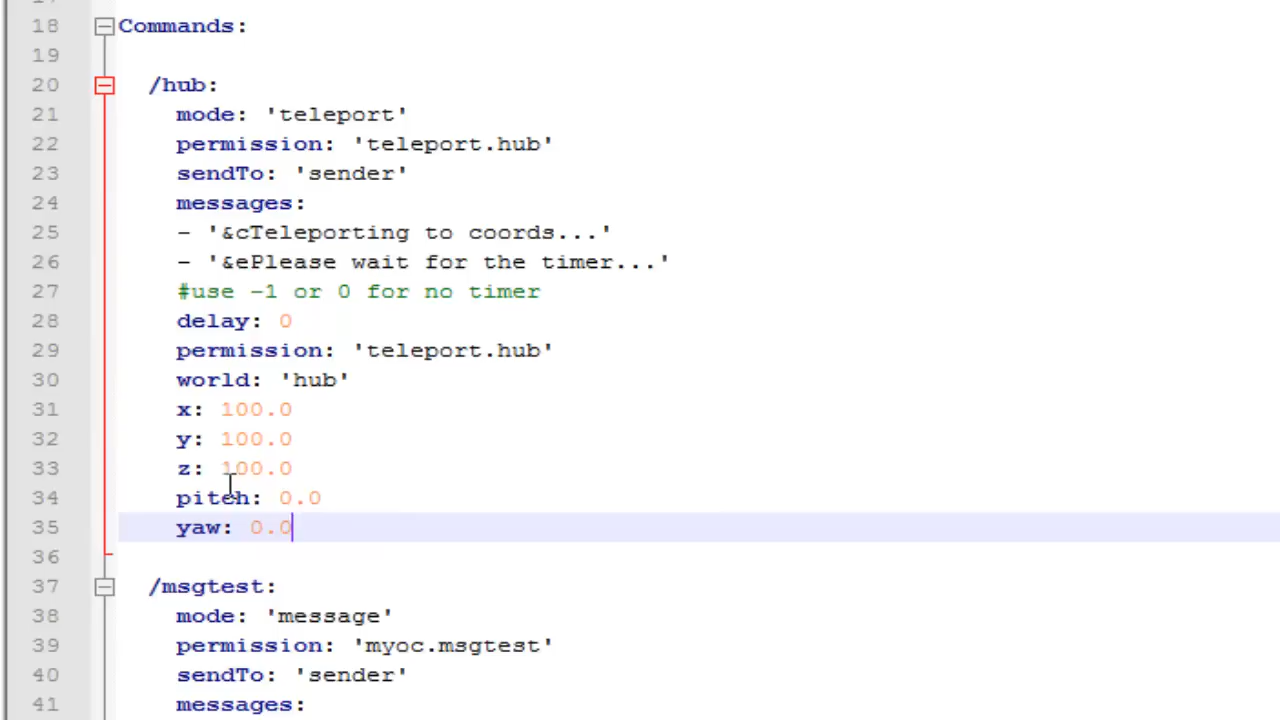 18 Commands:
19
20 /hub:
21 mode: 'teleport'
22 permission: 'teleport.hub'
23 sendTo: 'sender'
24 messages:
25 - '&cTeleporting to coords...'
26 - '&ePlease wait for the timer...'
27 #use -1 or 0 for no timer
28 delay: 0
29 permission: 'teleport.hub'
30 world: 'hub'
31 x: 100.0
32 y: 100.0
33 z: 100.0
34 pitch: 0.0
35 yaw: 0.0
36
37 /msgtest:
38 mode: 'message'
39 permission: 'myoc.msgtest'
40 sendTo: 'sender'
41 messages: